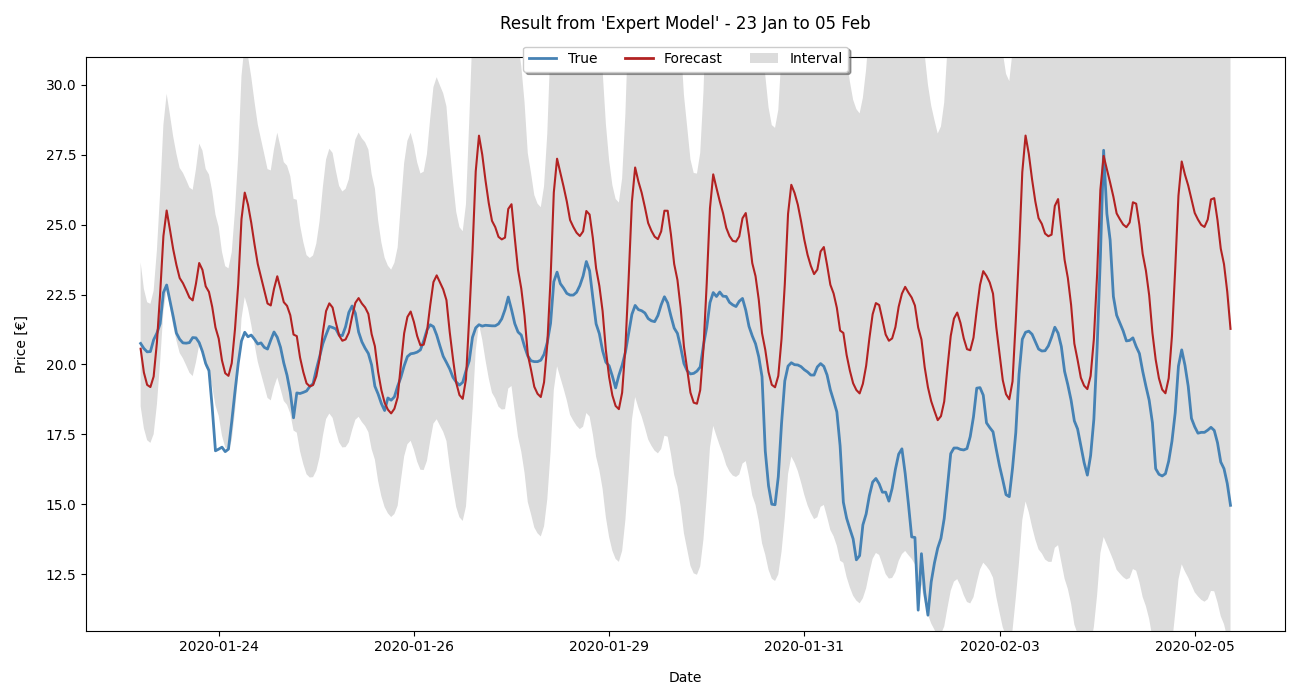 Result from 'Expert Model' - 23 Jan to 05 Feb
True Forecast Interval
30.0
27.5
25.0
22.5
20.0
17.5
15.0
12.5
Price [€]
2020-01-24 2020-01-26 2020-01-29 2020-01-31 2020-02-03 2020-02-05
Date